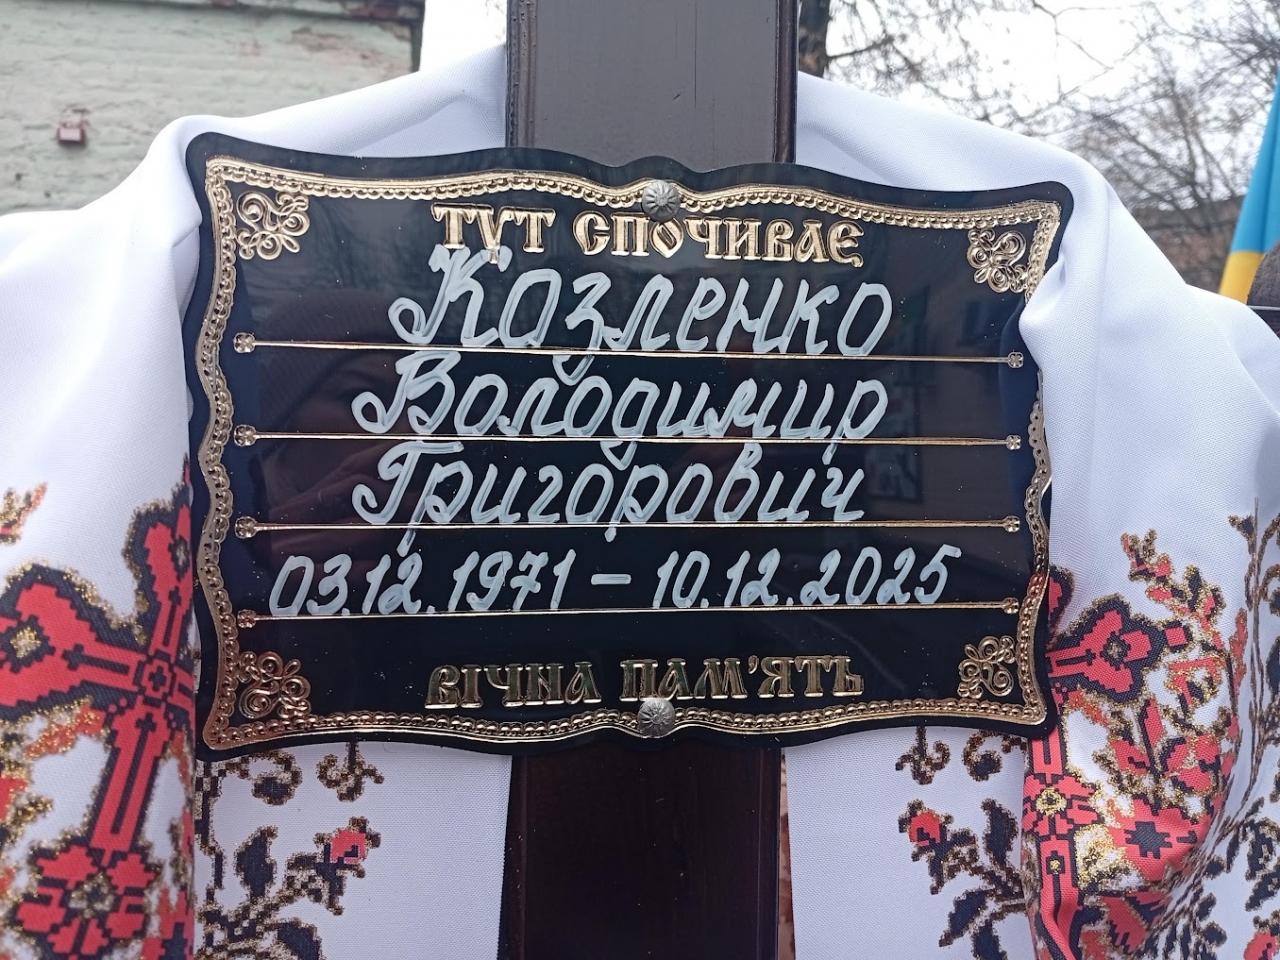 ТУТ СПОЧИВАЄ
Козленко
Володимир
Григорович
03.12.1971 – 10.12.2025
ВІЧНА ПАМ'ЯТЬ